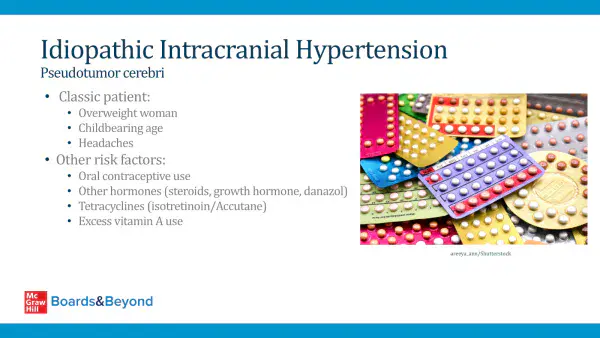 Idiopathic Intracranial Hypertension
Pseudotumor cerebri
• Classic patient:
• Overweight woman
• Childbearing age
• Headaches
• Other risk factors:
• Oral contraceptive use
• Other hormones (steroids, growth hormone, danazol)
• Tetracyclines (isotretinoin/Accutane)
• Excess vitamin A use
areeya_ann/Shutterstock
Mc
Graw
Hill
Boards&Beyond